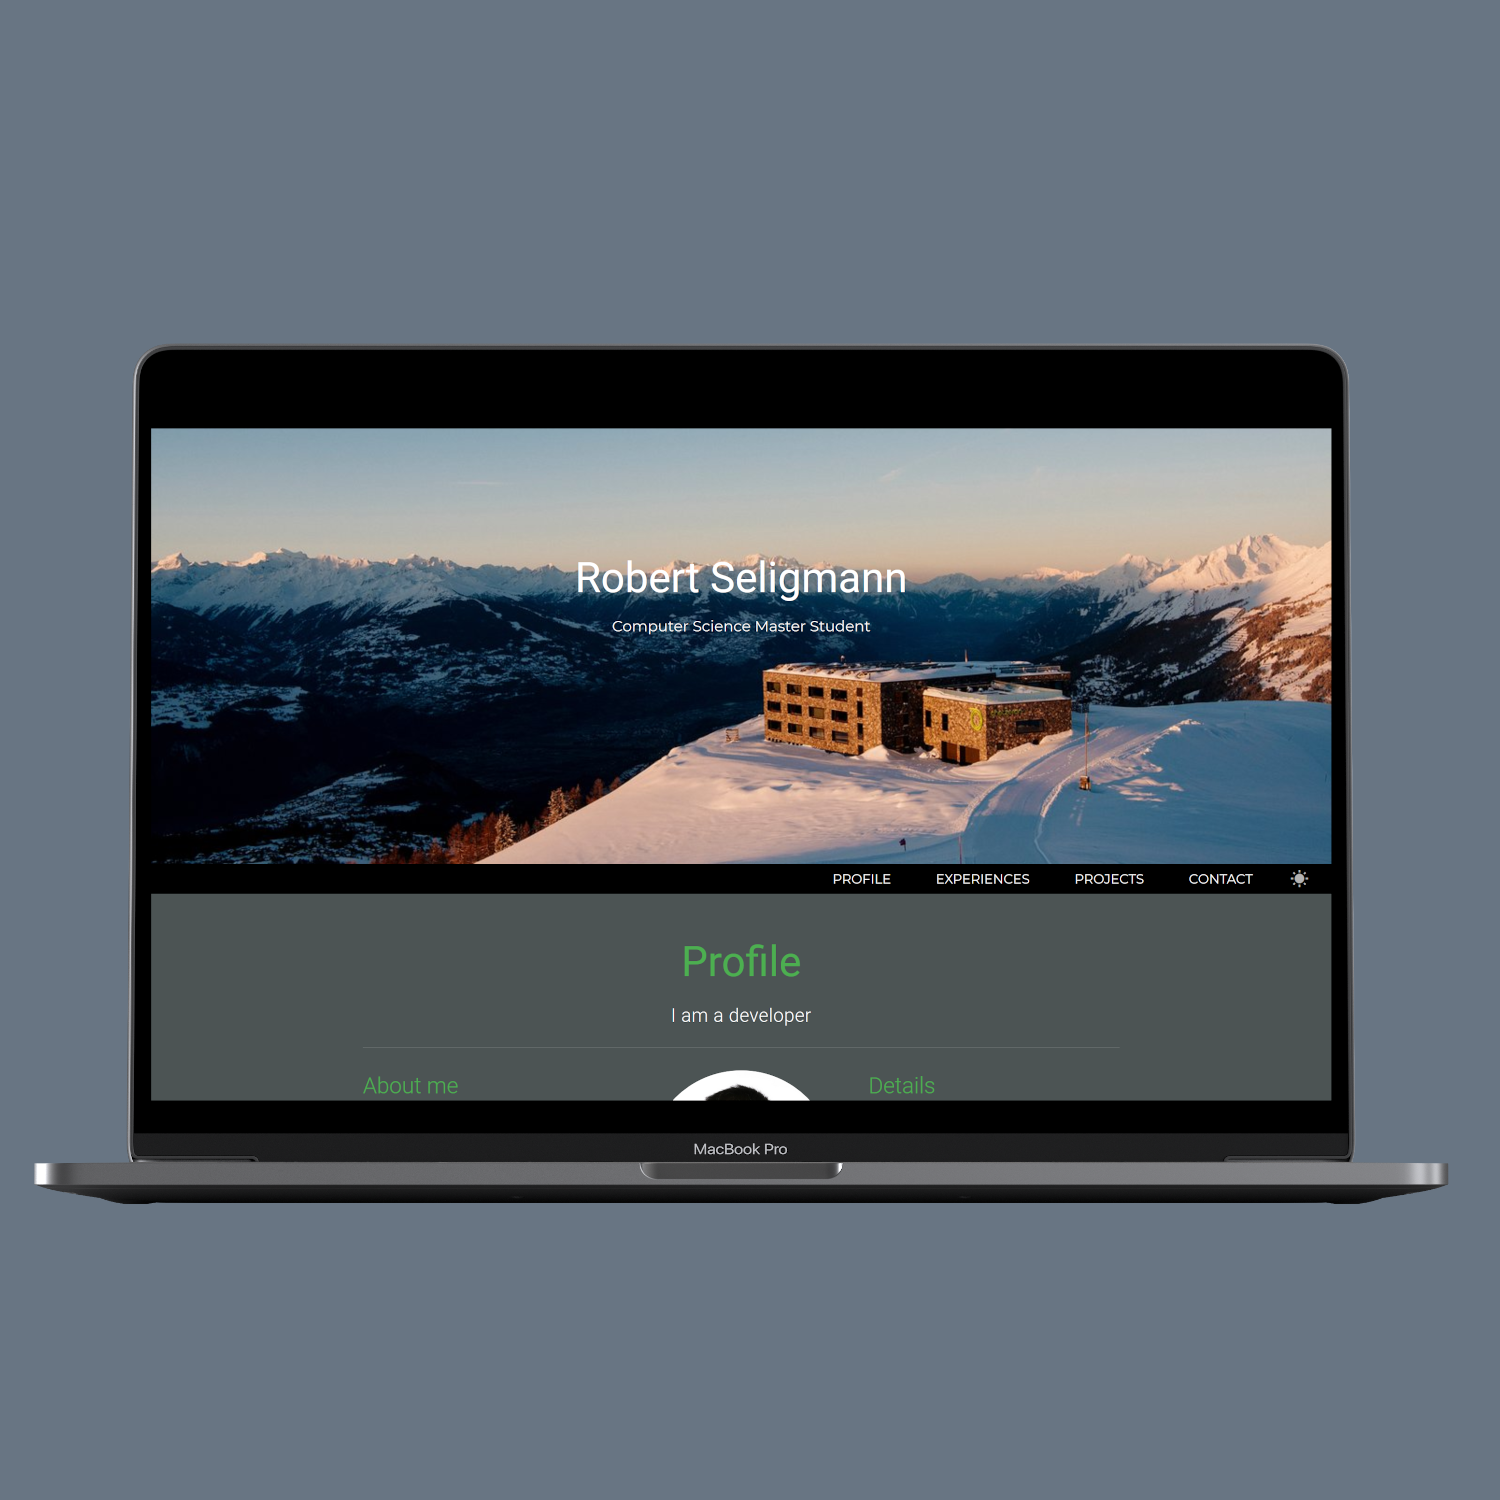 Robert Seligmann
Computer Science Master Student
PROFILE EXPERIENCES PROJECTS CONTACT
Profile
I am a developer
About me Details
MacBook Pro